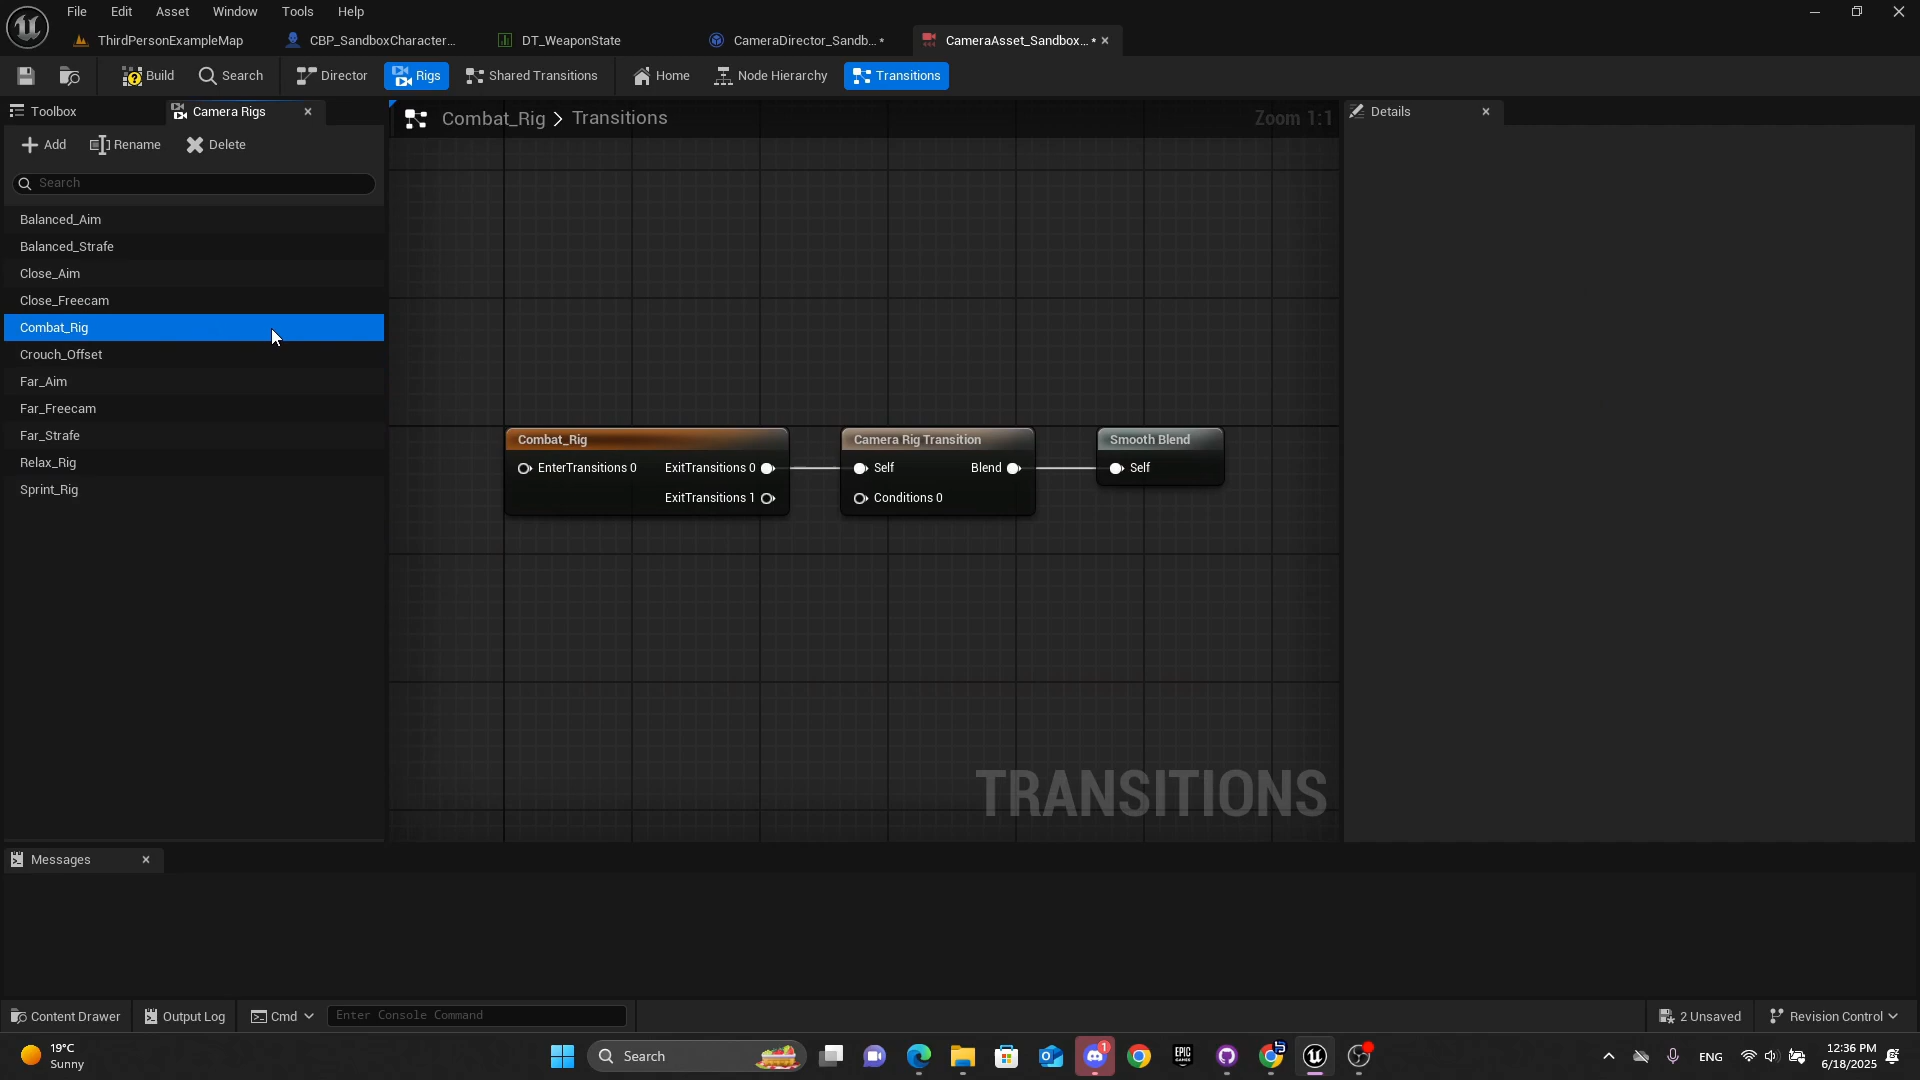 File Edit Asset Window Tools Help
ThirdPersonExampleMap CBP_SandboxCharacter... DT_WeaponState CameraDirector_Sandb...* CameraAsset_Sandbox...*
Build Search Director Rigs Shared Transitions Home Node Hierarchy Transitions
Toolbox Camera Rigs
Add Rename Delete
Search
Balanced_Aim
Balanced_Strafe
Close_Aim
Close_Freecam
Combat_Rig
Crouch_Offset
Far_Aim
Far_Freecam
Far_Strafe
Relax_Rig
Sprint_Rig
Combat_Rig > Transitions Zoom 1:1
Combat_Rig
EnterTransitions 0 ExitTransitions 0
ExitTransitions 1
Camera Rig Transition
Self Blend
Conditions 0
Smooth Blend
Self
TRANSITIONS
Details
Messages
Content Drawer Output Log Cmd Enter Console Command 2 Unsaved Revision Control
19°C
Sunny
Search
1
EPIC
GAMES
ENG
12:36 PM
6/18/2025